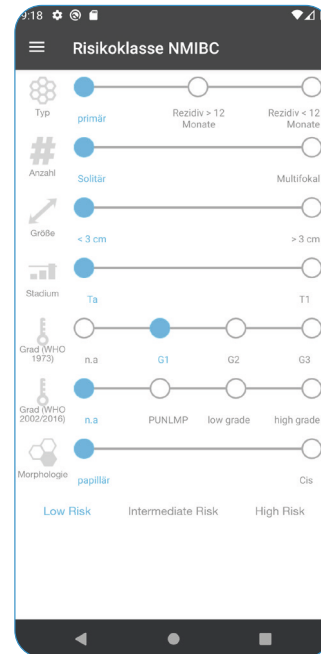 9:18
Risikoklasse NMIBC
Typ
primär
Rezidiv > 12 Monate
Rezidiv < 12 Monate
#
Anzahl
Solitär
Multifokal
Größe
< 3 cm
> 3 cm
Stadium
Ta
T1
Grad (WHO 1973)
n.a
G1
G2
G3
Grad (WHO 2002/2016)
n.a
PUNLMP
low grade
high grade
Morphologie
papillär
Cis
Low Risk
Intermediate Risk
High Risk